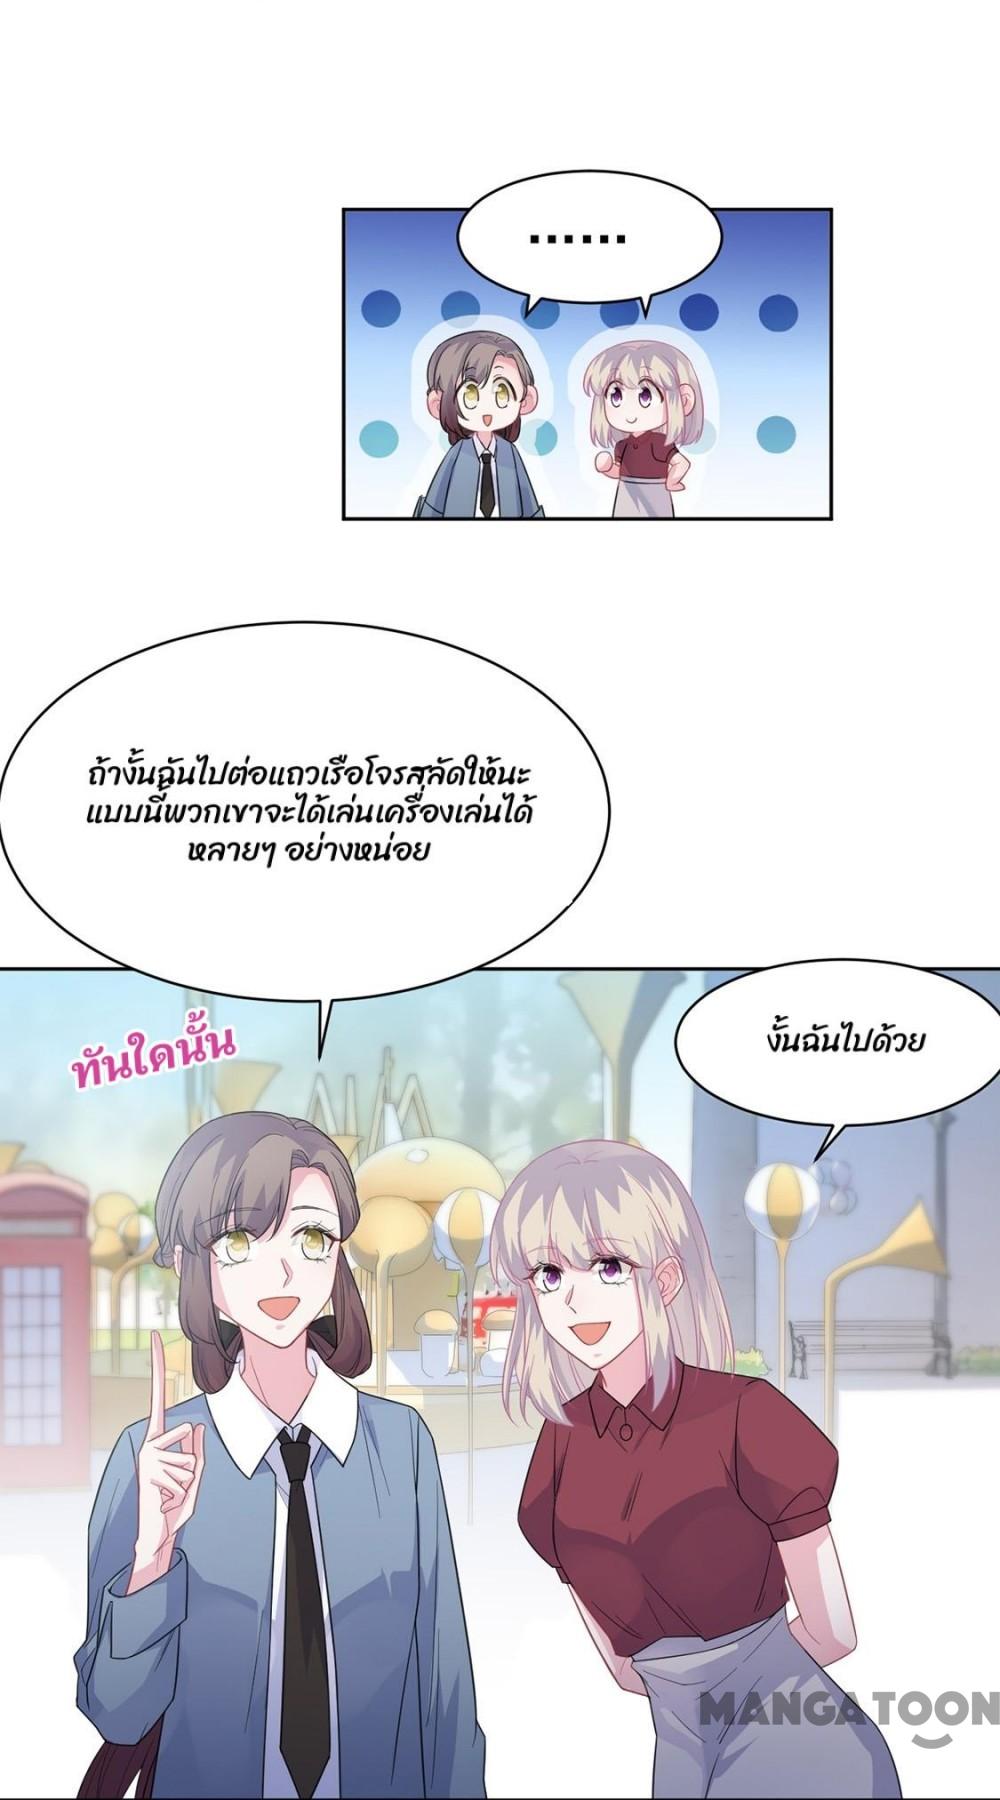 ......
ถ้างั้นฉันไปต่อแถวเรือโจรสลัดให้นะ
แบบนี้พวกเขาจะได้เล่นเครื่องเล่นได้
หลายๆ อย่างหน่อย
งั้นฉันไปด้วย
ทันใดนั้น
MANGATOON